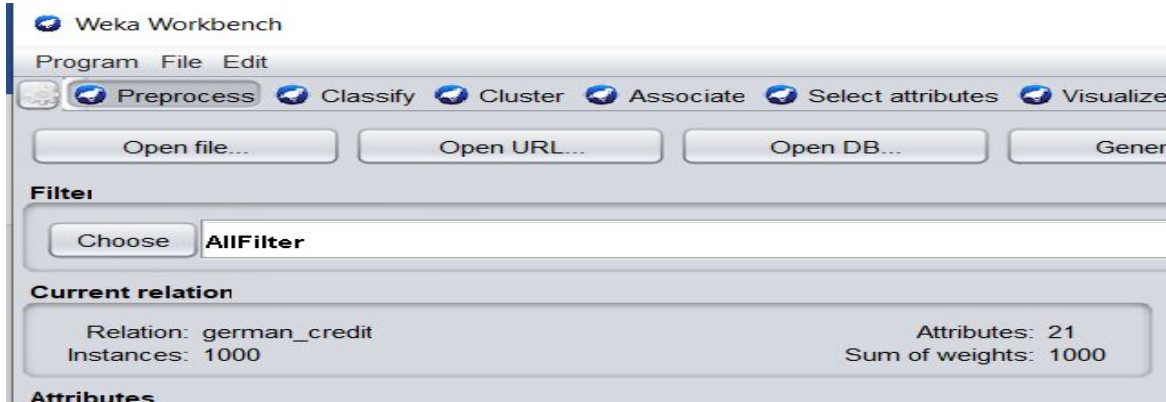 Weka Workbench
Program File Edit
Preprocess Classify Cluster Associate Select attributes Visualize
Open file... Open URL... Open DB... Gener
Filter
Choose AllFilter
Current relation
Relation: german_credit Attributes: 21
Instances: 1000 Sum of weights: 1000
Attributes